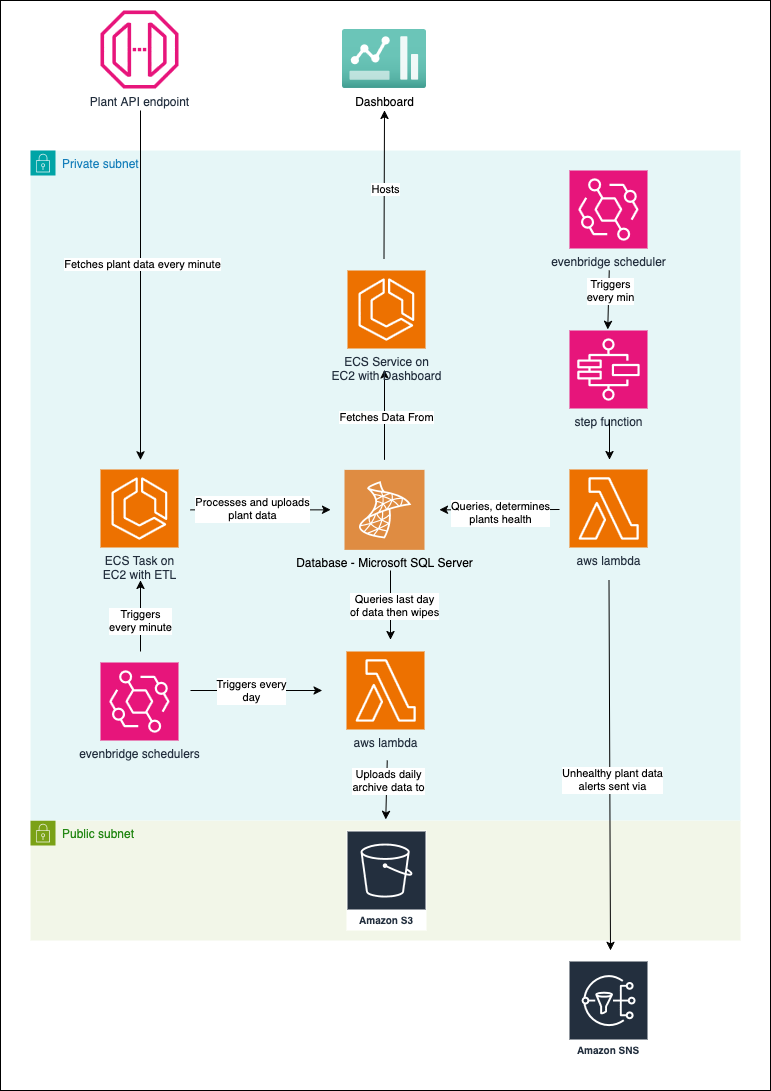 Plant API endpoint
Dashboard
Private subnet
Hosts
Fetches plant data every minute
evenbridge scheduler
Triggers
every min
ECS Service on
EC2 with Dashboard
step function
Fetches Data From
Processes and uploads
plant data
Queries, determines
plants health
ECS Task on
EC2 with ETL
Database - Microsoft SQL Server
aws lambda
Triggers
every minute
Queries last day
of data then wipes
Triggers every
day
evenbridge schedulers
aws lambda
Uploads daily
archive data to
Unhealthy plant data
alerts sent via
Public subnet
Amazon S3
Amazon SNS